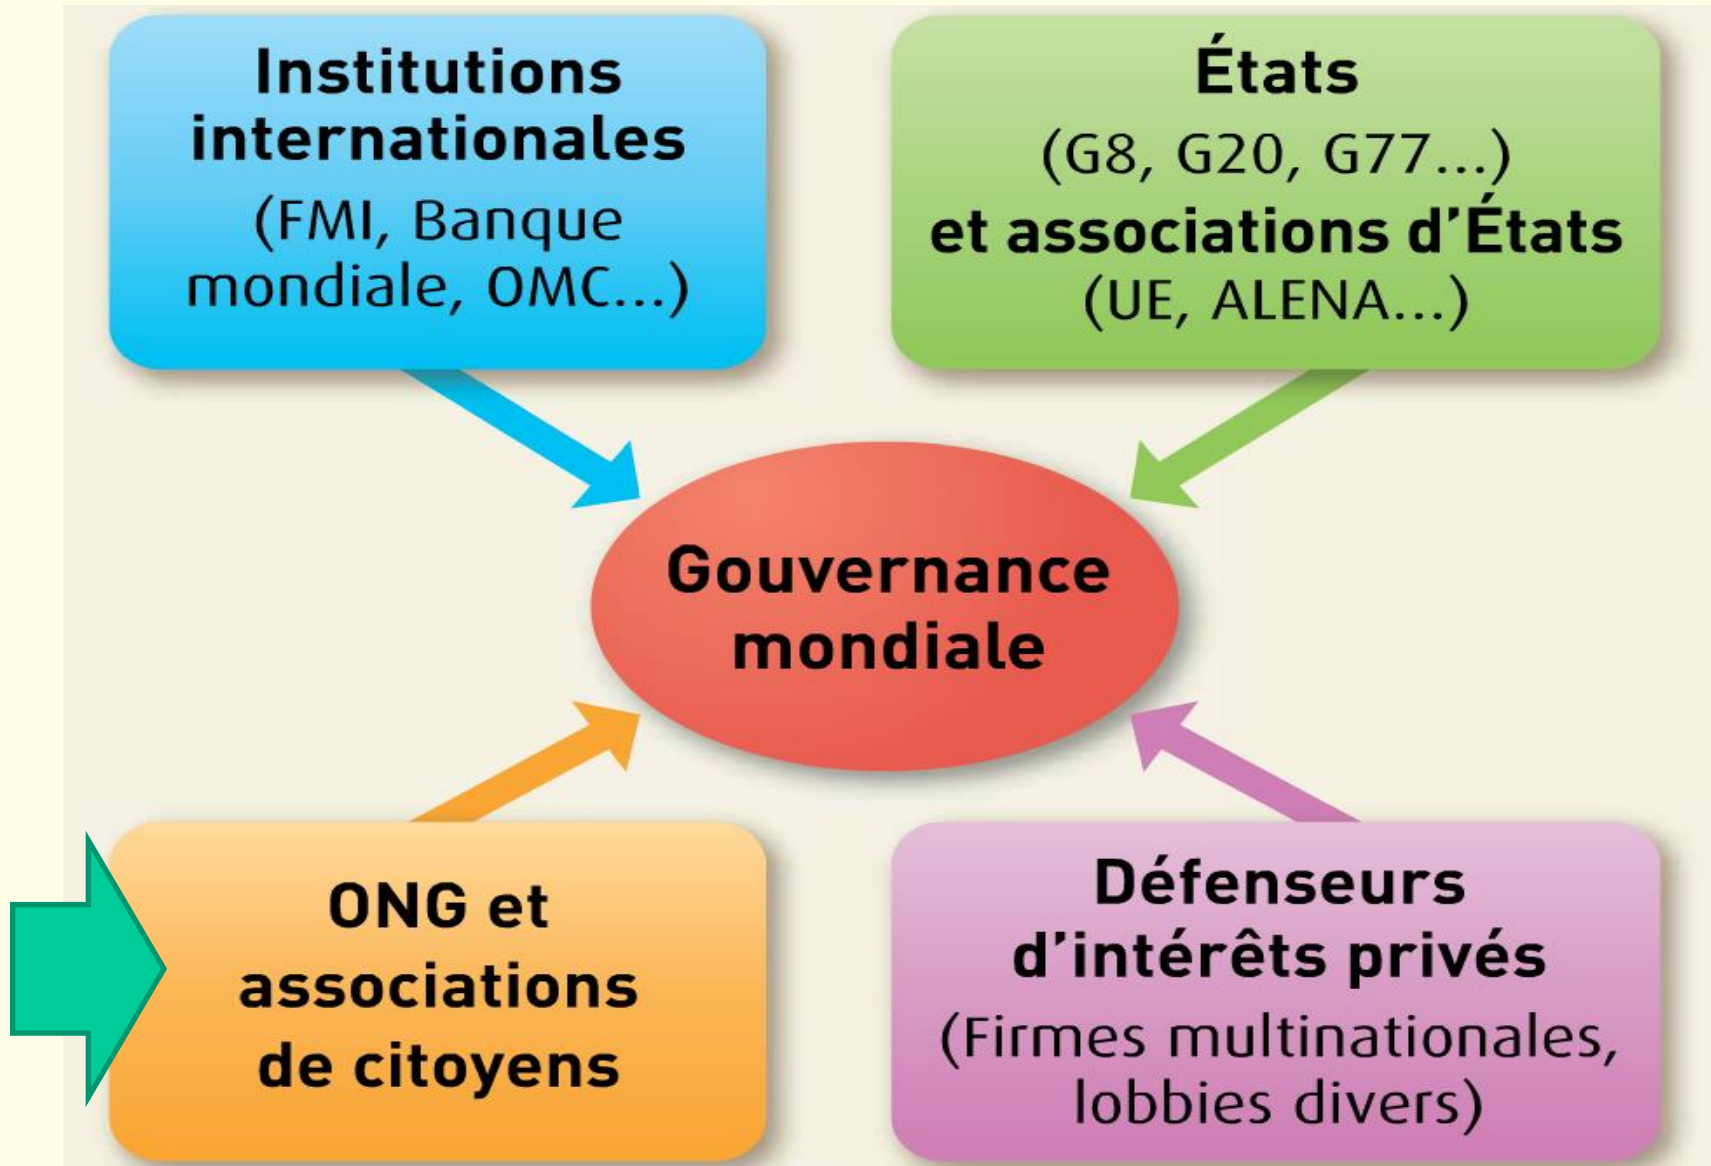 Institutions
internationales
(FMI, Banque
mondiale, OMC...)
États
(G8, G20, G77...)
et associations d’États
(UE, ALENA...)
Gouvernance
mondiale
ONG et
associations
de citoyens
Défenseurs
d’intérêts privés
(Firmes multinationales,
lobbies divers)